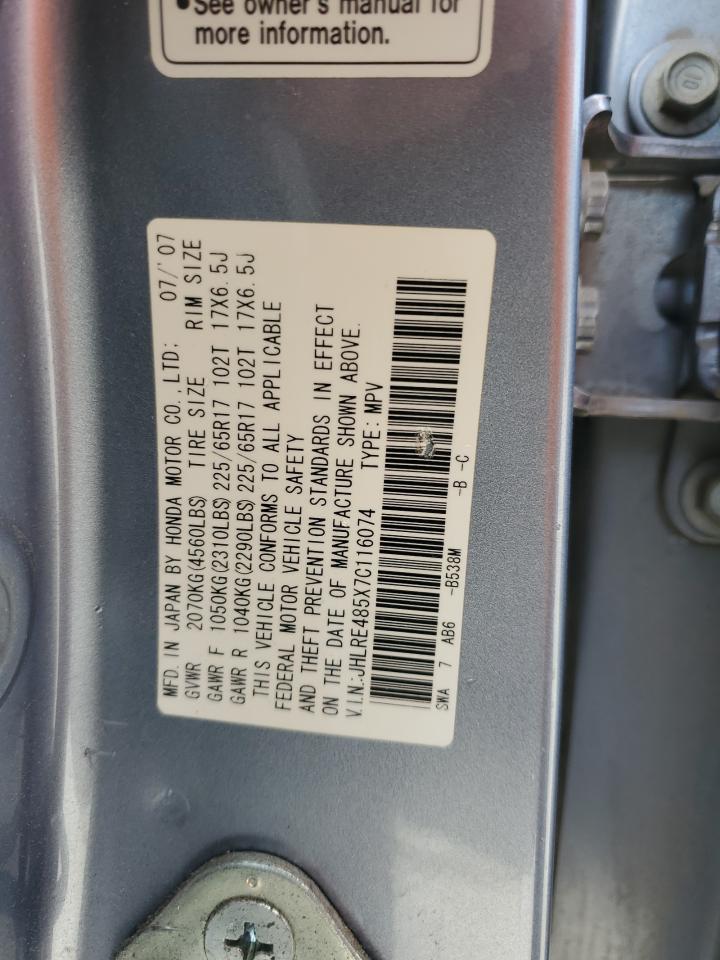 •See owner's manual for
more information.
MFD. IN JAPAN BY HONDA MOTOR CO., LTD: 07/'07
GVWR 2070KG(4560LBS) TIRE SIZE RIM SIZE
GAWR F 1050KG(2310LBS) 225/65R17 102T 17X6.5J
GAWR R 1040KG(2290LBS) 225/65R17 102T 17X6.5J
THIS VEHICLE CONFORMS TO ALL APPLICABLE
FEDERAL MOTOR VEHICLE SAFETY
AND THEFT PREVENTION STANDARDS IN EFFECT
ON THE DATE OF MANUFACTURE SHOWN ABOVE.
V.I.N.:JHLRE485X7C116074 TYPE: MPV
SWA 7 AB6 -B538M -B -C